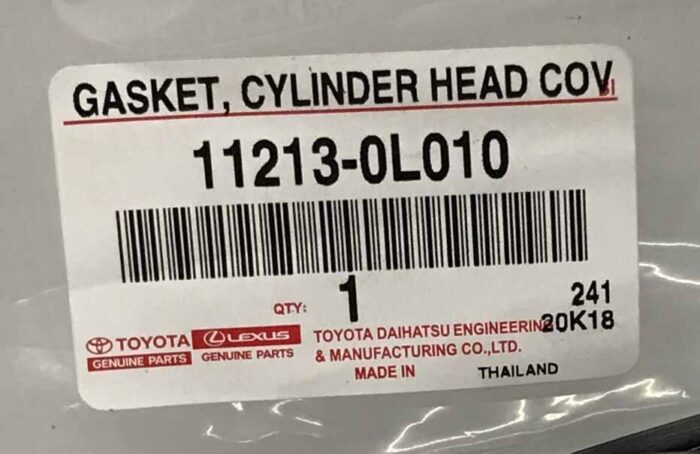 GASKET, CYLINDER HEAD COV
11213-0L010
QTY: 1
241
20K18
TOYOTA
GENUINE PARTS
LEXUS
GENUINE PARTS
TOYOTA DAIHATSU ENGINEERIN
& MANUFACTURING CO.,LTD.
MADE IN THAILAND